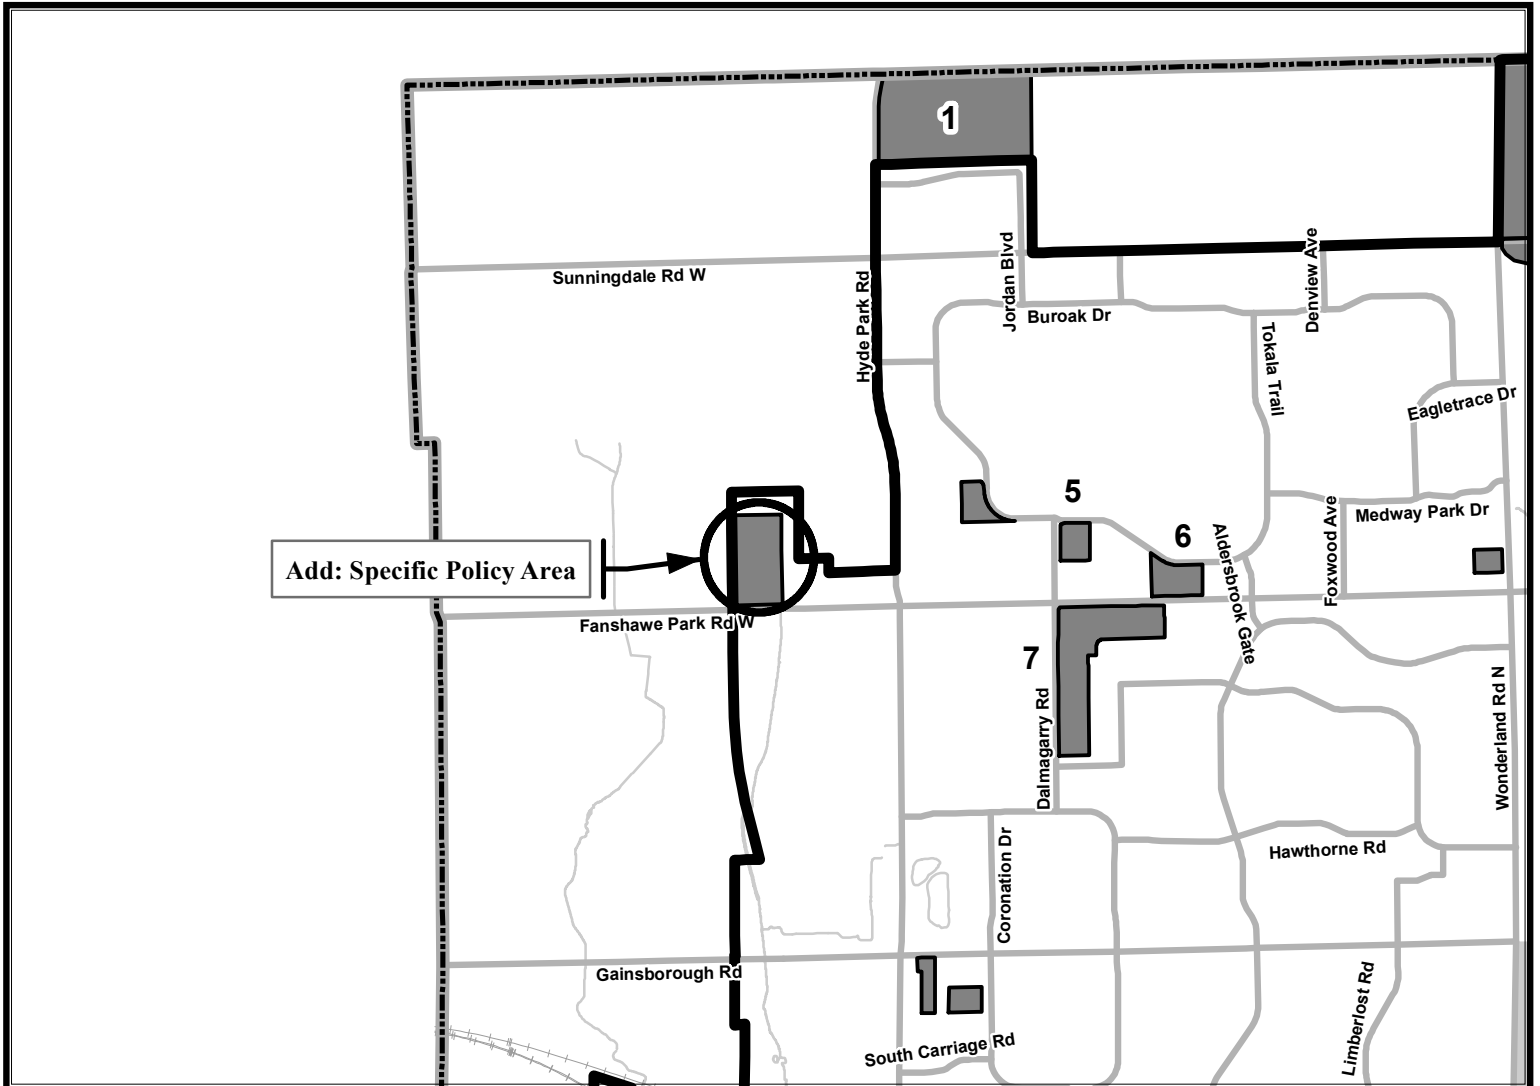 1
Sunningdale Rd W
Hyde Park Rd
Jordan Blvd
Buroak Dr
Denview Ave
Tokala Trail
Eagletrace Dr
5
6
Medway Park Dr
Foxwood Ave
Aldersbrook Gate
Add: Specific Policy Area
Fanshawe Park Rd W
7
Dalmagarry Rd
Wonderland Rd N
Coronation Dr
Hawthorne Rd
Gainsborough Rd
Limberlost Rd
South Carriage Rd